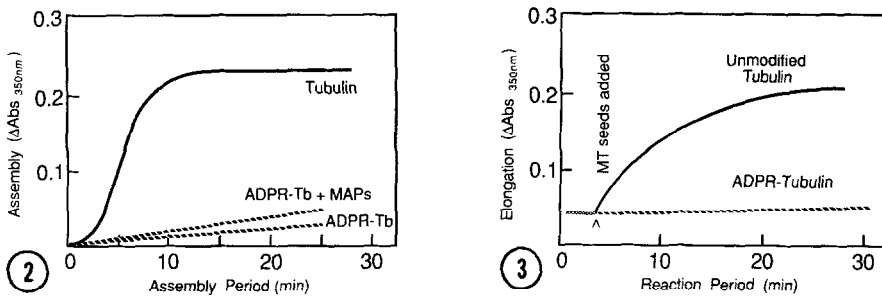 0.3
0.2
0.1
Assembly (ΔAbs 350nm)
Tubulin
ADPR-Tb + MAPs
ADPR-Tb
0 10 20 30
Assembly Period (min)
2
0.3
0.2
0.1
Elongation (ΔAbs 350nm)
MT seeds added
Unmodified
Tubulin
ADPR-Tubulin
^
0 10 20 30
Reaction Period (min)
3